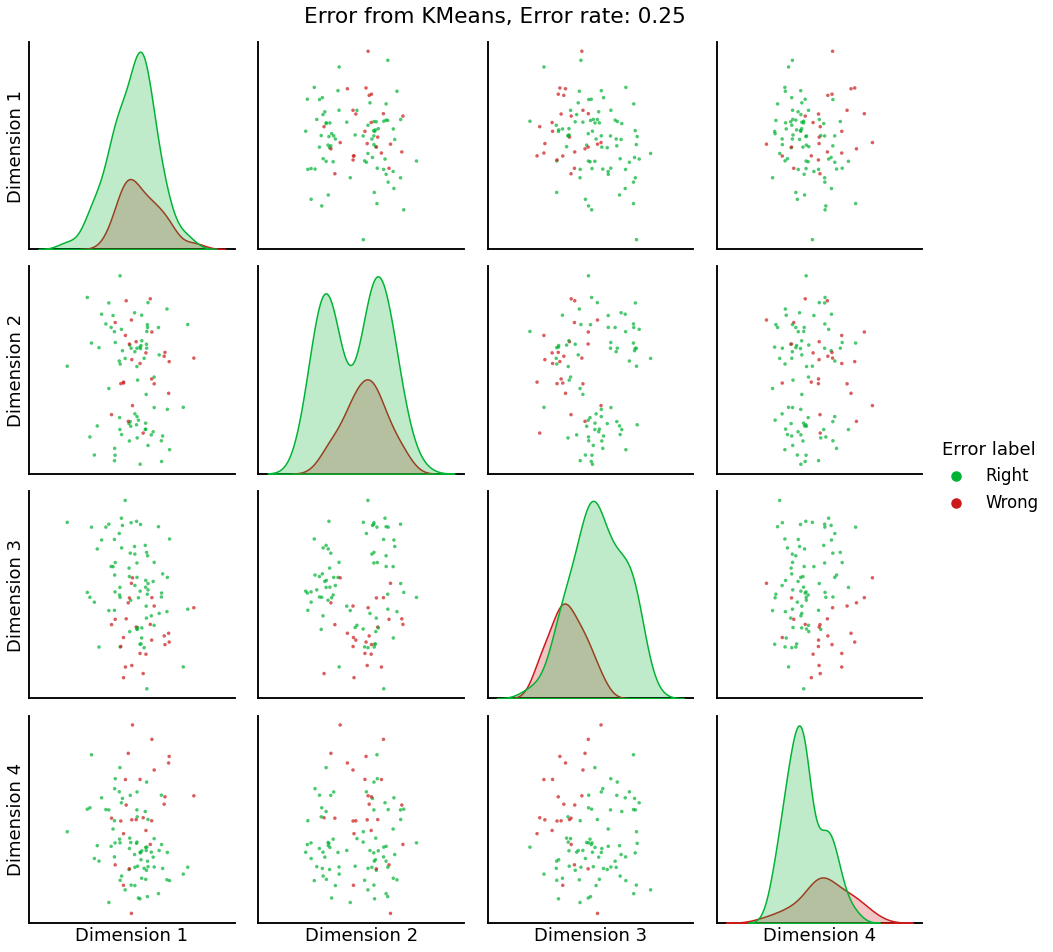 Error from KMeans, Error rate: 0.25
Dimension 1
Dimension 2
Dimension 3
Dimension 4
Error label
Right
Wrong
Dimension 1
Dimension 2
Dimension 3
Dimension 4